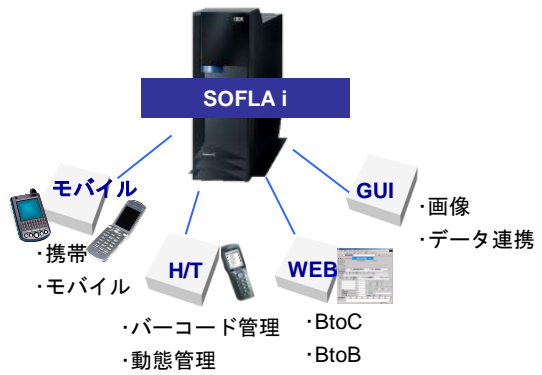 IBM
SOFLA i
モバイル
・携帯
・モバイル
H/T
・バーコード管理
・動態管理
WEB
・BtoC
・BtoB
GUI
・画像
・データ連携